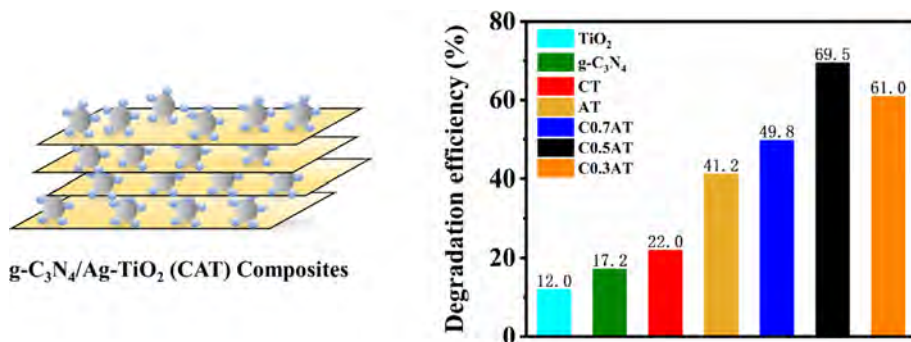 g-C₃N₄/Ag-TiO₂ (CAT) Composites
Degradation efficiency (%)
80
60
40
20
0
TiO₂
g-C₃N₄
CT
AT
C0.7AT
C0.5AT
C0.3AT
12.0
17.2
22.0
41.2
49.8
69.5
61.0